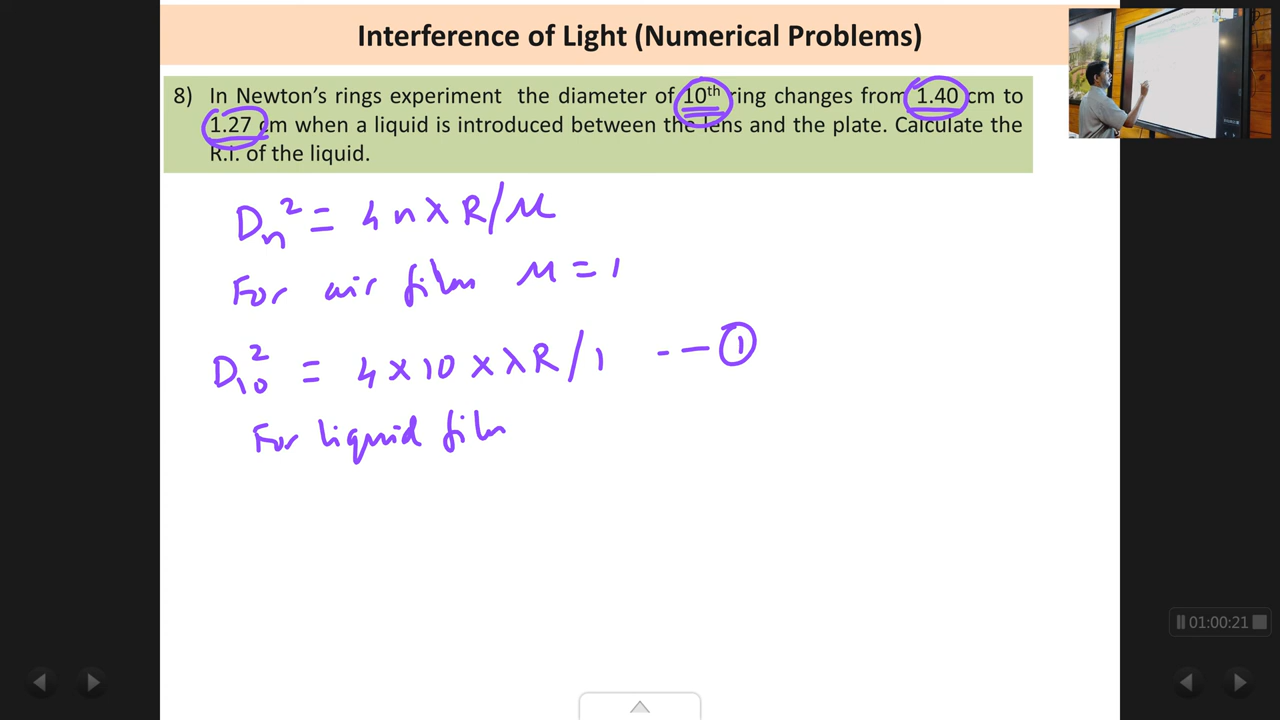 Interference of Light (Numerical Problems)
8) In Newton's rings experiment the diameter of 10th ring changes from 1.40 cm to
1.27 cm when a liquid is introduced between the lens and the plate. Calculate the
R.I. of the liquid.
Dn² = 4nλR/μ
For air film μ = 1
D10² = 4 × 10 × λR/1 --- ①
For liquid film
01:00:21